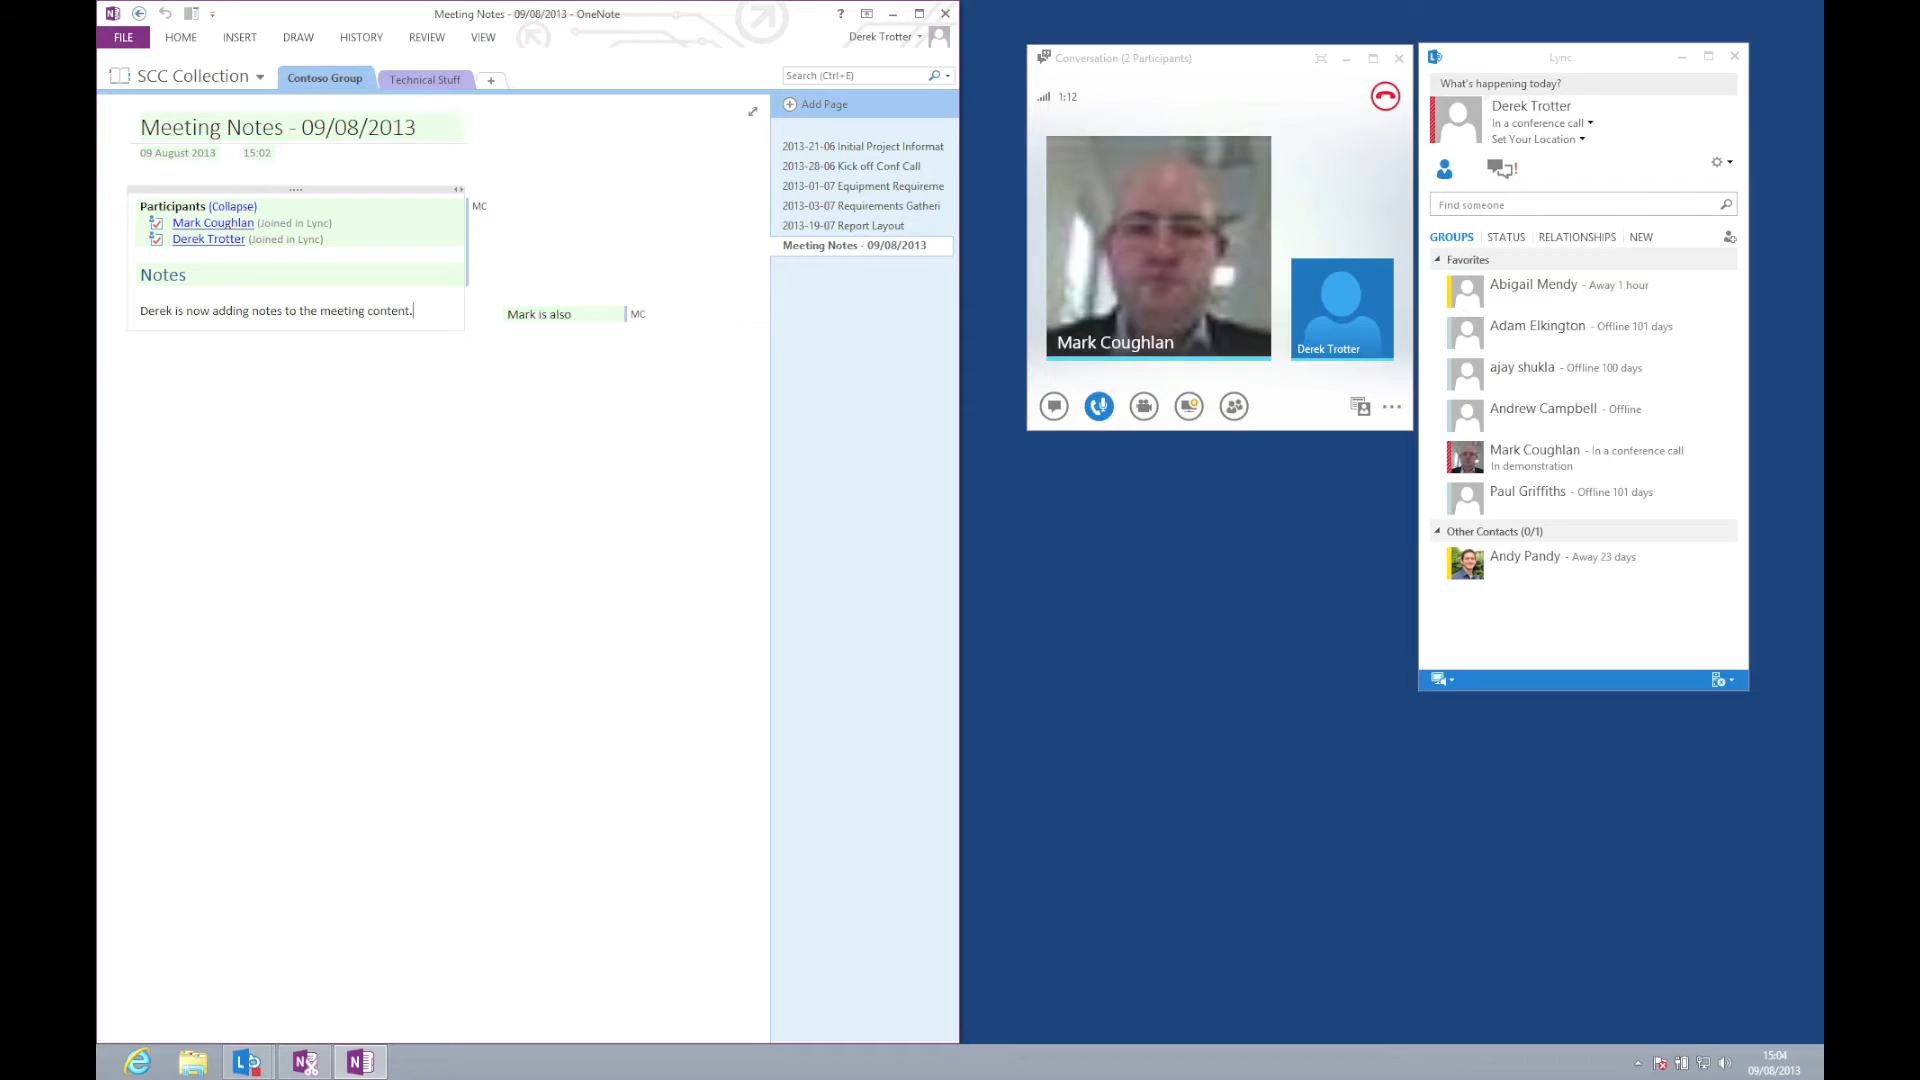 Meeting Notes - 09/08/2013 - OneNote
FILE HOME INSERT DRAW HISTORY REVIEW VIEW
Derek Trotter
SCC Collection
Contoso Group
Technical Stuff
Search (Ctrl+E)
Meeting Notes - 09/08/2013
09 August 2013 15:02
Participants (Collapse)
Mark Coughlan (Joined in Lync)
Derek Trotter (Joined in Lync)
MC
Notes
Derek is now adding notes to the meeting content.
Mark is also
MC
Add Page
2013-21-06 Initial Project Informat
2013-28-06 Kick off Conf Call
2013-01-07 Equipment Requireme
2013-03-07 Requirements Gatheri
2013-19-07 Report Layout
Meeting Notes - 09/08/2013
Conversation (2 Participants)
1:12
Mark Coughlan
Derek Trotter
Lync
What's happening today?
Derek Trotter
In a conference call
Set Your Location
Find someone
GROUPS STATUS RELATIONSHIPS NEW
Favorites
Abigail Mendy - Away 1 hour
Adam Elkington - Offline 101 days
ajay shukla - Offline 100 days
Andrew Campbell - Offline
Mark Coughlan - In a conference call
In demonstration
Paul Griffiths - Offline 101 days
Other Contacts (0/1)
Andy Pandy - Away 23 days
15:04
09/08/2013